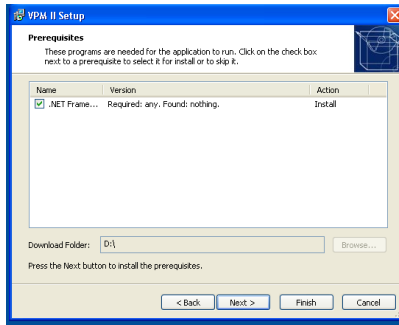 VPM II Setup
Prerequisites
These programs are needed for the application to run. Click on the check box
next to a prerequisite to select it for install or to skip it.
Name Version Action
.NET Frame... Required: any. Found: nothing. Install
Download Folder: D:\ Browse...
Press the Next button to install the prerequisites.
< Back Next > Finish Cancel